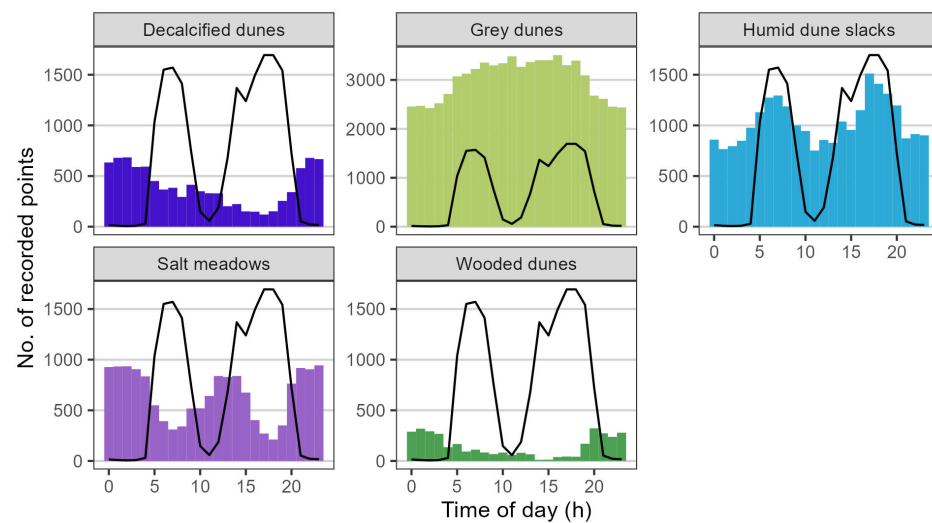 Decalcified dunes
Grey dunes
Humid dune slacks
1500
1000
500
0
3000
2000
1000
0
1500
1000
500
0
0 5 10 15 20
Salt meadows
Wooded dunes
1500
1000
500
0
1500
1000
500
0
0 5 10 15 20
0 5 10 15 20
No. of recorded points
Time of day (h)